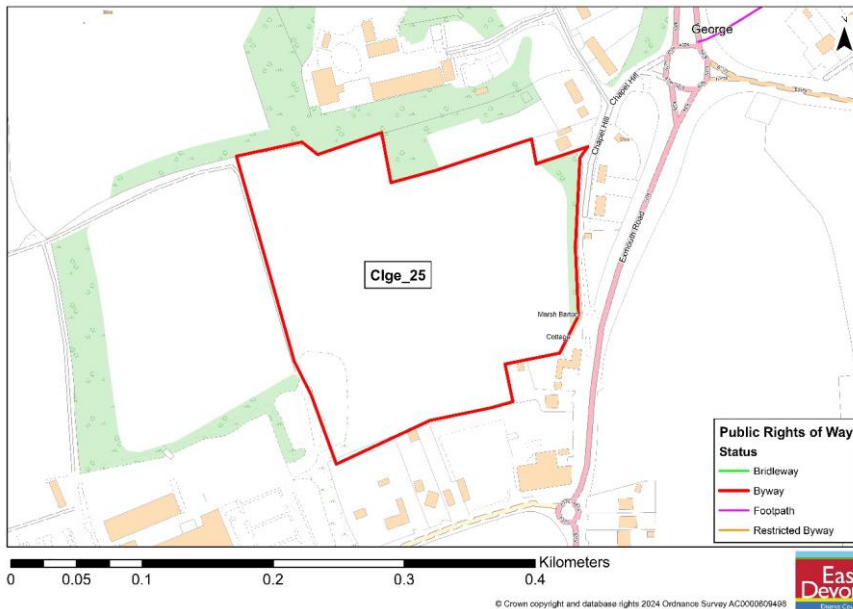 George
Chapel Hill
Chapel Hill
Exmouth Road
Clge_25
Marsh Barton
Cottage
Public Rights of Way
Status
Bridleway
Byway
Footpath
Restricted Byway
Kilometers
0 0.05 0.1 0.2 0.3 0.4
© Crown copyright and database rights 2024 Ordnance Survey AC0000809498
Eas
Devo